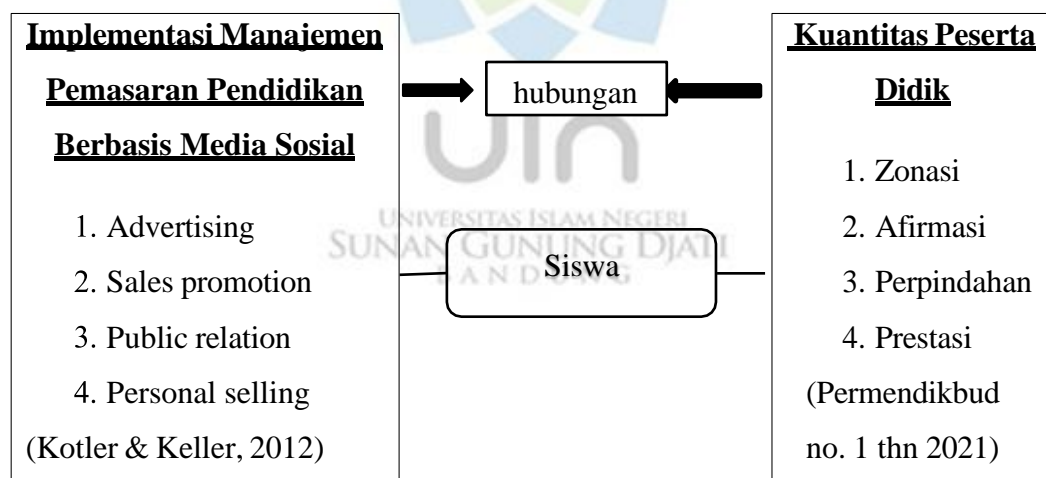 Implementasi Manajemen
Pemasaran Pendidikan
Berbasis Media Sosial
1. Advertising
2. Sales promotion
3. Public relation
4. Personal selling
(Kotler & Keller, 2012)
hubungan
uin
UNIVERSITAS ISLAM NEGERI
SUNAN GUNUNG DJATI
BANDUNG
Siswa
Kuantitas Peserta
Didik
1. Zonasi
2. Afirmasi
3. Perpindahan
4. Prestasi
(Permendikbud
no. 1 thn 2021)